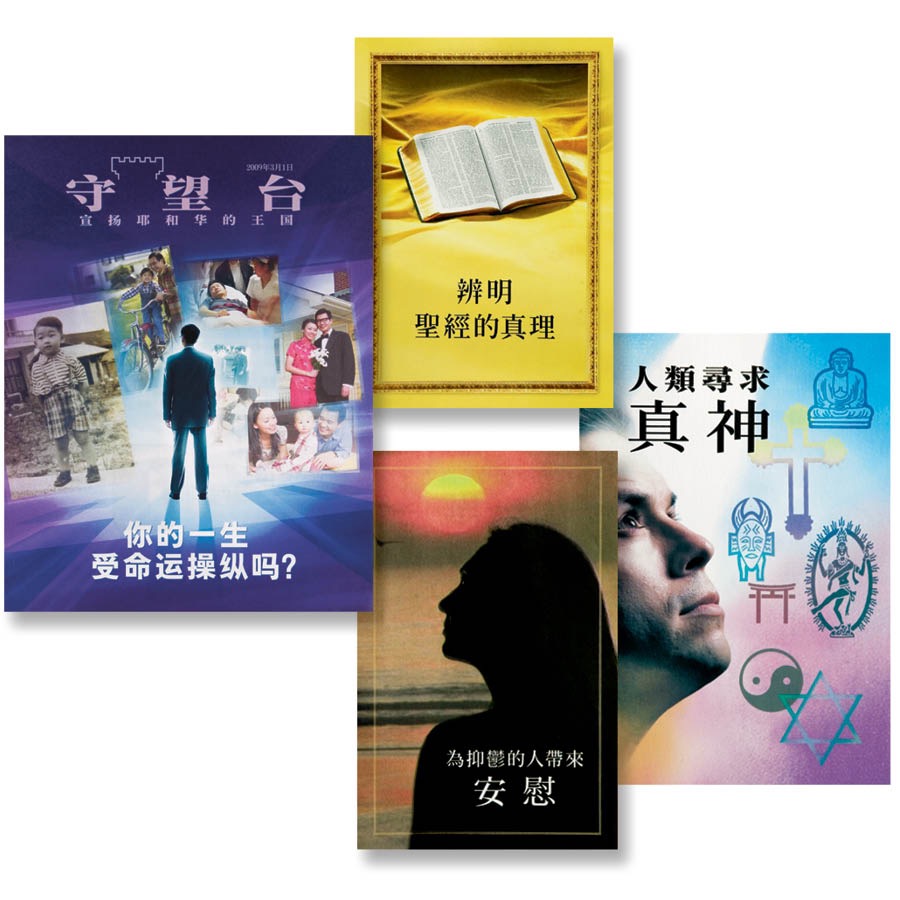 2009年3月1日
守望台
宣扬耶和华的王国
你的一生
受命运操纵吗?
辨明
聖經的真理
人類尋求
真神
為抑鬱的人帶來
安慰